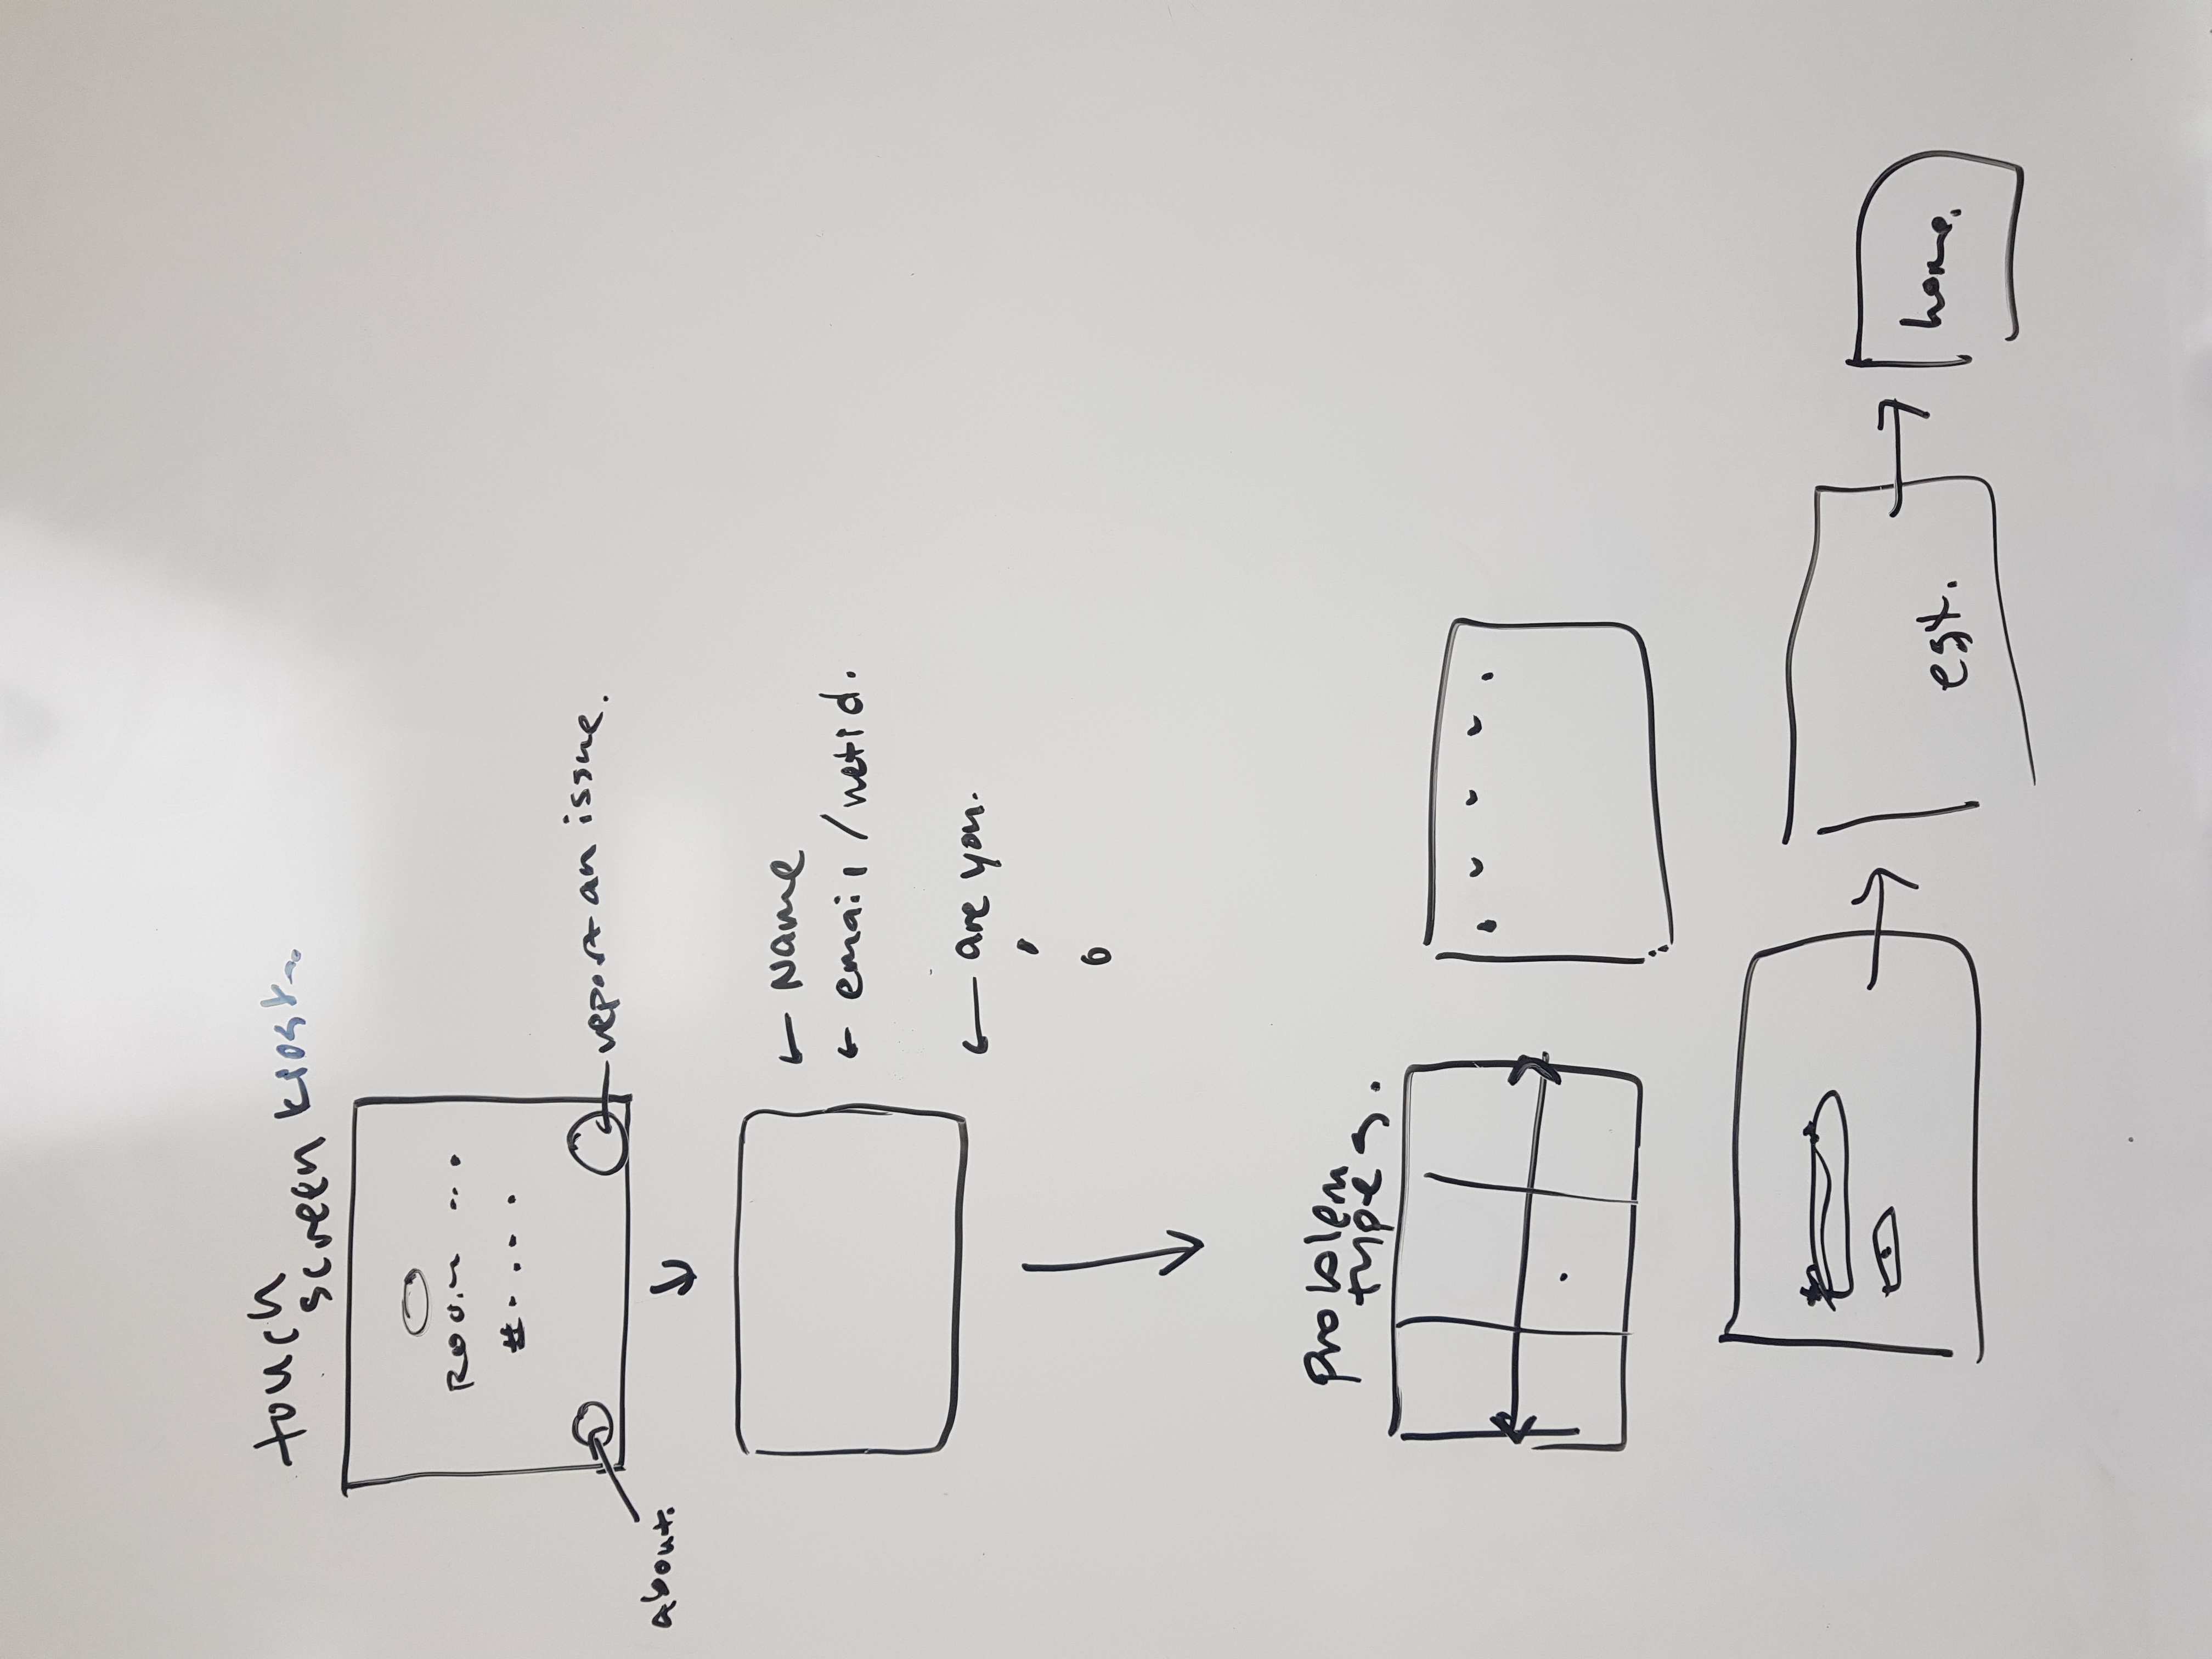 touch
screen kiosk
Room ...
#....
report an issue.
about.
Name
email/netid.
are you.
problem
types.
est.
home.